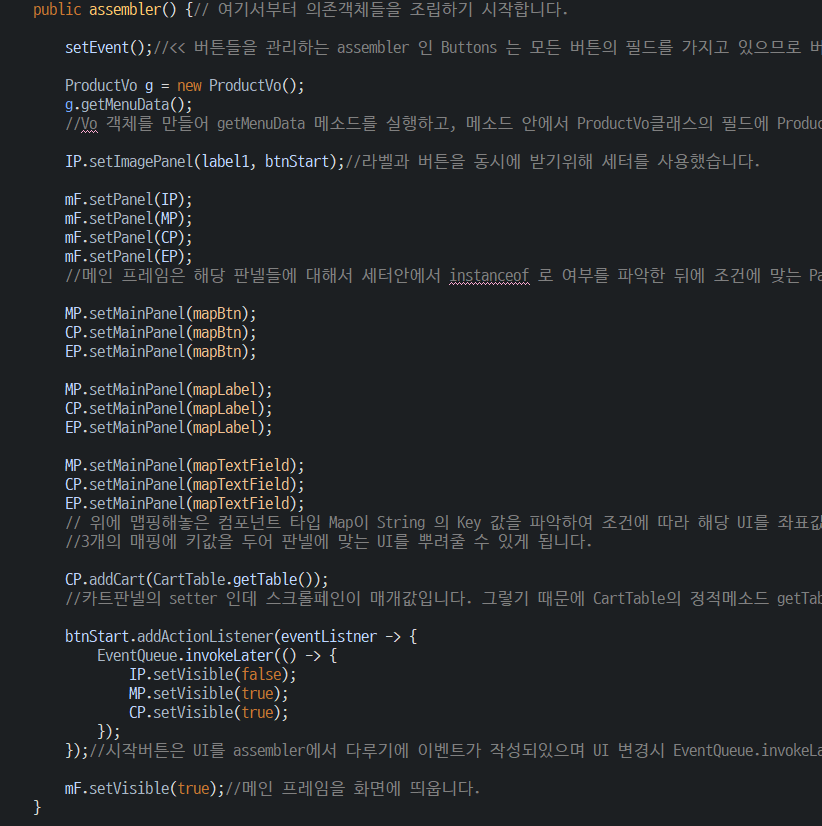 public assembler() {// 여기서부터 의존객체들을 조립하기 시작합니다.
setEvent();//<< 버튼들을 관리하는 assembler 인 Buttons 는 모든 버튼의 필드를 가지고 있으므로
ProductVo g = new ProductVo();
g.getMenuData();
//Vo 객체를 만들어 getMenuData 메소드를 실행하고, 메소드 안에서 ProductVo클래스의 필드에 Produc
IP.setImagePanel(label1, btnStart);//라벨과 버튼을 동시에 받기위해 세터를 사용했습니다.
mF.setPanel(IP);
mF.setPanel(MP);
mF.setPanel(CP);
mF.setPanel(EP);
//메인 프레임은 해당 판넬들에 대해서 세터안에서 instanceof 로 여부를 파악한 뒤에 조건에 맞는 Pa
MP.setMainPanel(mapBtn);
CP.setMainPanel(mapBtn);
EP.setMainPanel(mapBtn);
MP.setMainPanel(mapLabel);
CP.setMainPanel(mapLabel);
EP.setMainPanel(mapLabel);
MP.setMainPanel(mapTextField);
CP.setMainPanel(mapTextField);
EP.setMainPanel(mapTextField);
// 위에 맵핑해놓은 컴포넌트 타입 Map이 String 의 Key 값을 파악하여 조건에 따라 해당 UI를 좌표값
//3개의 매핑에 키값을 두어 판넬에 맞는 UI를 뿌려줄 수 있게 됩니다.
CP.addCart(CartTable.getTable());
//카트판넬의 setter 인데 스크롤페인이 매개값입니다. 그렇기 때문에 CartTable의 정적메소드 getTab
btnStart.addActionListener(eventListner -> {
EventQueue.invokeLater(() -> {
IP.setVisible(false);
MP.setVisible(true);
CP.setVisible(true);
});
});//시작버튼은 UI를 assembler에서 다루기에 이벤트가 작성되있으며 UI 변경시 EventQueue.invokeLa
mF.setVisible(true);//메인 프레임을 화면에 띄웁니다.
}